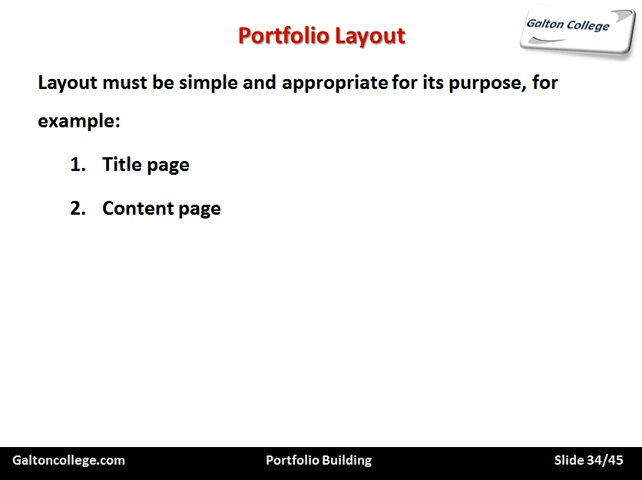 Portfolio Layout
Galton College
Layout must be simple and appropriate for its purpose, for
example:
1. Title page
2. Content page
Galtoncollege.com Portfolio Building Slide 34/45